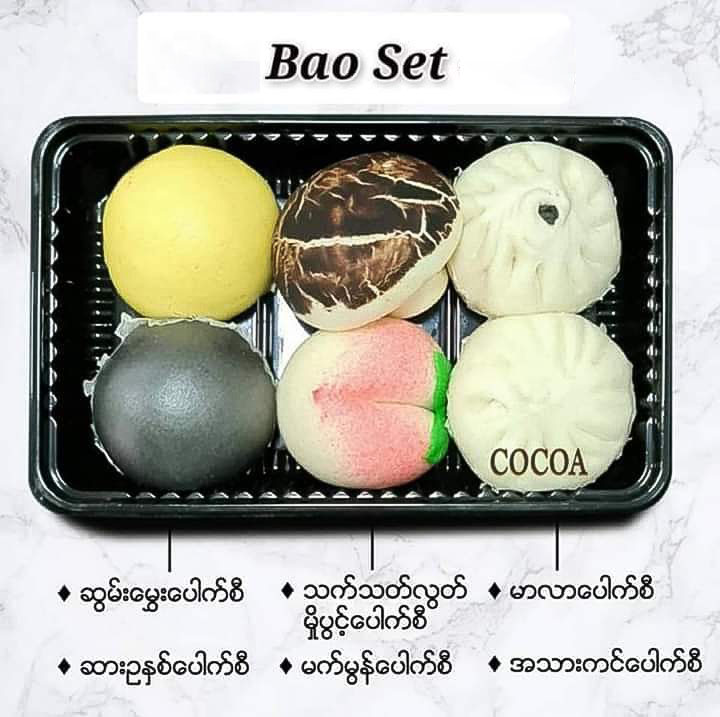 Bao Set
COCOA
♦ ဆွမ်းမွှေးပေါက်စီ
♦ သက်သတ်လွတ်
မှိုပွင့်ပေါက်စီ
♦ မာလာပေါက်စီ
♦ ဆားဥနှစ်ပေါက်စီ
♦ မက်မွန်ပေါက်စီ
♦ အသားကင်ပေါက်စီ